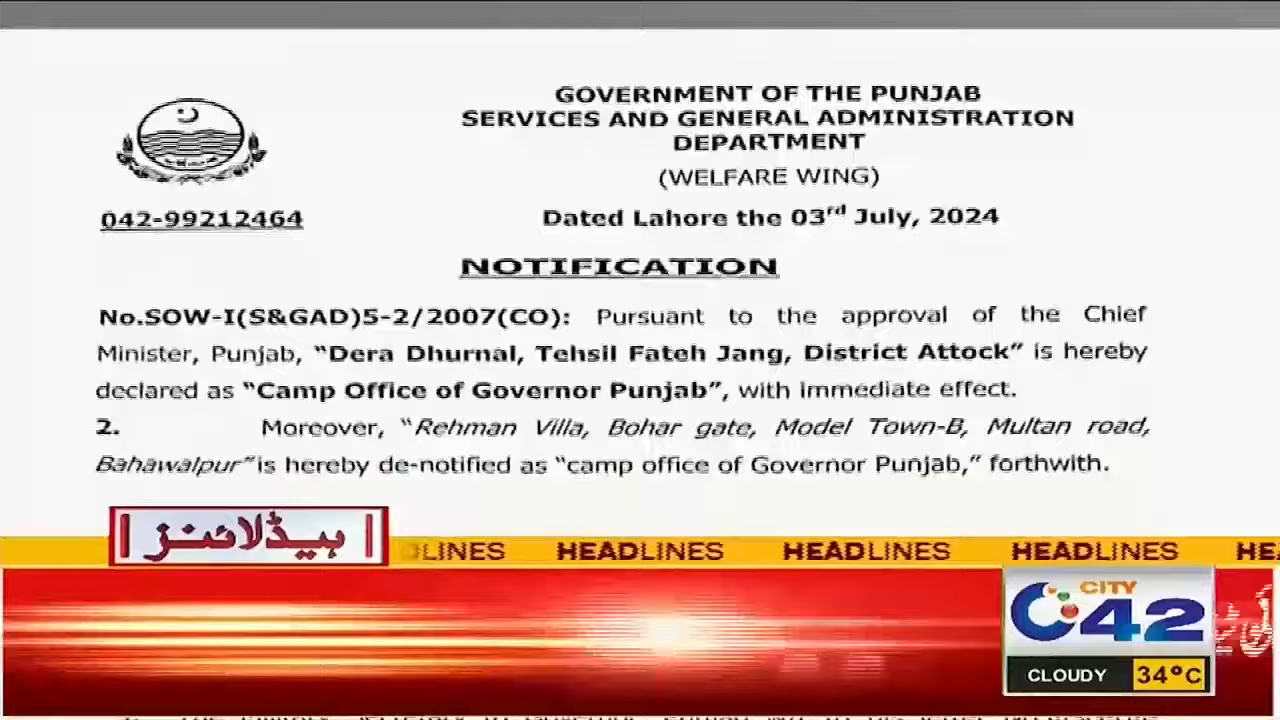 GOVERNMENT OF THE PUNJAB
SERVICES AND GENERAL ADMINISTRATION
DEPARTMENT
(WELFARE WING)
042-99212464
Dated Lahore the 03rd July, 2024
NOTIFICATION
No.SOW-I(S&GAD)5-2/2007(CO): Pursuant to the approval of the Chief
Minister, Punjab, “Dera Dhurnal, Tehsil Fateh Jang, District Attock” is hereby
declared as “Camp Office of Governor Punjab”, with immediate effect.
2. Moreover, “Rehman Villa, Bohar gate, Model Town-B, Multan road,
Bahawalpur”is hereby de-notified as “camp office of Governor Punjab,” forthwith.
ہیڈلائنز
LINES HEADLINES HEADLINES HEADLINES HE
CITY
42
CLOUDY 34°C